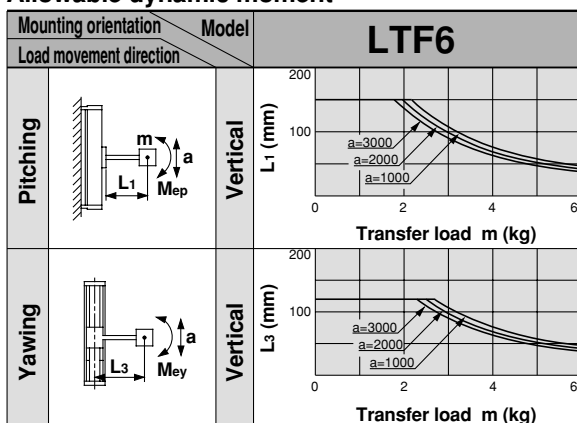 Allowable dynamic moment
Mounting orientation
Model
Load movement direction
LTF6
Pitching
m
a
L1
Mep
Vertical
L1 (mm)
200
100
a=3000
a=2000
a=1000
0
2
4
6
Transfer load m (kg)
Yawing
a
L3
Mey
Vertical
L3 (mm)
200
100
a=3000
a=2000
a=1000
0
2
4
6
Transfer load m (kg)